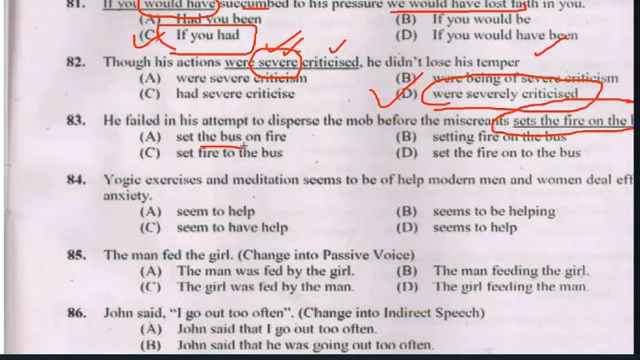 81. If you would have succumbed to his pressure we would have lost faith in you.
(A) Had you been (B) If you would be
(C) If you had (D) If you would have been
82. Though his actions were severe criticised, he didn't lose his temper
(A) were severe criticism (B) were being of severe criticism
(C) had severe criticise (D) were severely criticised
83. He failed in his attempt to disperse the mob before the miscreants sets the fire on the
(A) set the bus on fire (B) setting fire on the bus
(C) set fire to the bus (D) set the fire on to the bus
84. Yogic exercises and meditation seems to be of help modern men and women deal
anxiety.
(A) seem to help (B) seems to be helping
(C) seem to have help (D) seems to help
85. The man fed the girl. (Change into Passive Voice)
(A) The man was fed by the girl. (B) The man feeding the girl.
(C) The girl was fed by the man. (D) The girl feeding the man.
86. John said, "I go out too often". (Change into Indirect Speech)
(A) John said that I go out too often.
(B) John said that he was going out too often.